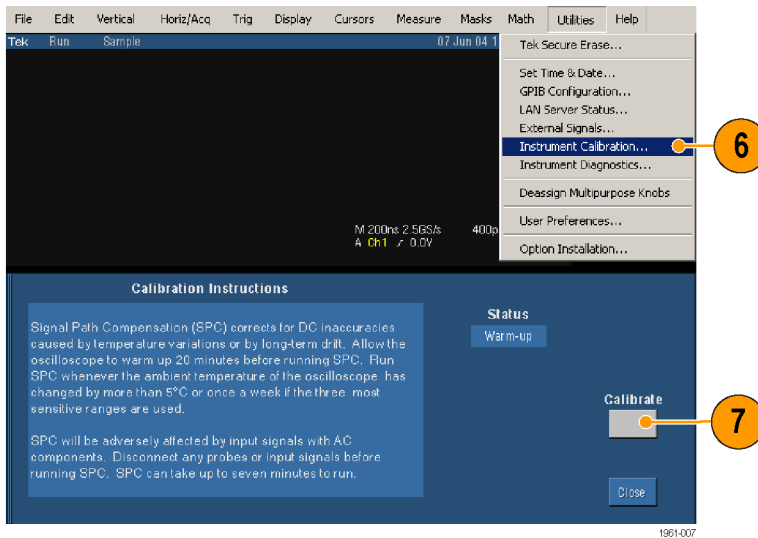 File Edit Vertical Horiz/Acq Trig Display Cursors Measure Masks Math Utilities Help
Tek Run Sample 07 Jun 04 1
Tek Secure Erase...
Set Time & Date...
GPIB Configuration...
LAN Server Status...
External Signals...
Instrument Calibration...
6
Instrument Diagnostics...
Deassign Multipurpose Knobs
User Preferences...
Option Installation...
M 200ns 2.5GS/s 400p
A Ch1 0.0V
Calibration Instructions
Signal Path Compensation (SPC) corrects for DC inaccuracies
caused by temperature variations or by long-term drift. Allow the
oscilloscope to warm up 20 minutes before running SPC. Run
SPC whenever the ambient temperature of the oscilloscope has
changed by more than 5°C or once a week if the three most
sensitive ranges are used.
SPC will be adversely affected by input signals with AC
components. Disconnect any probes or input signals before
running SPC. SPC can take up to seven minutes to run.
Status
Warm-up
Calibrate
7
Close
1961-007